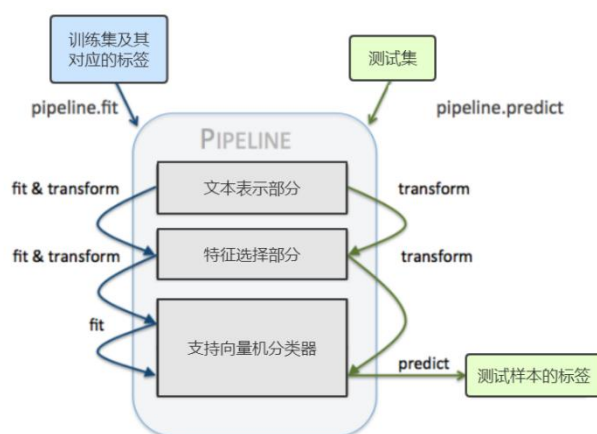 训练集及其
对应的标签
测试集
pipeline.fit
pipeline.predict
PIPELINE
fit & transform
文本表示部分
transform
fit & transform
特征选择部分
transform
fit
支持向量机分类器
predict
测试样本的标签